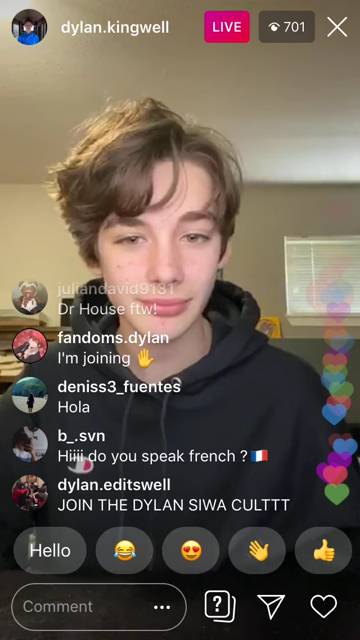 dylan.kingwell
LIVE
701
juliandavid9131
Dr House ftw!
fandoms.dylan
I'm joining 🖐
deniss3_fuentes
Hola
b_.svn
Hiiii do you speak french ?🇫🇷
dylan.editswell
JOIN THE DYLAN SIWA CULTTT
Hello 😂 😍 👋 👍
Comment